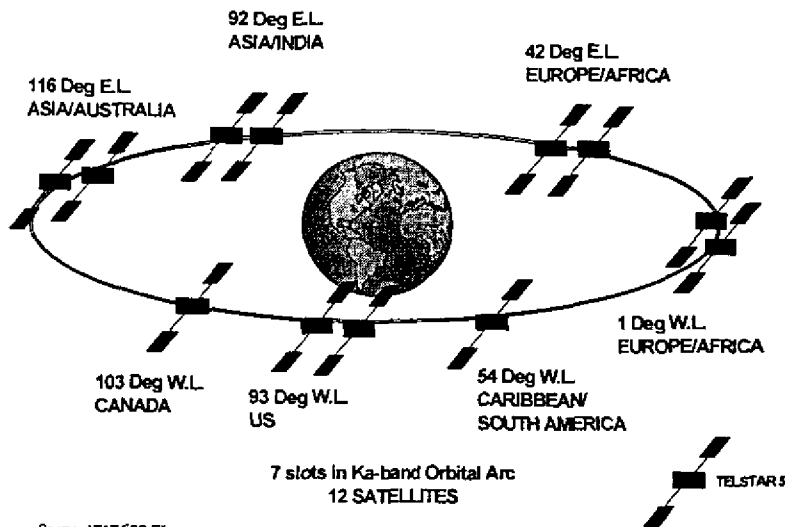 92 Deg E.L.
ASIA/INDIA
42 Deg E.L.
EUROPE/AFRICA
116 Deg E.L.
ASIA/AUSTRALIA
1 Deg W.L.
EUROPE/AFRICA
103 Deg W.L.
CANADA
93 Deg W.L.
US
54 Deg W.L.
CARIBBEAN/
SOUTH AMERICA
7 slots in Ka-band Orbital Arc
12 SATELLITES
TELSTAR 5